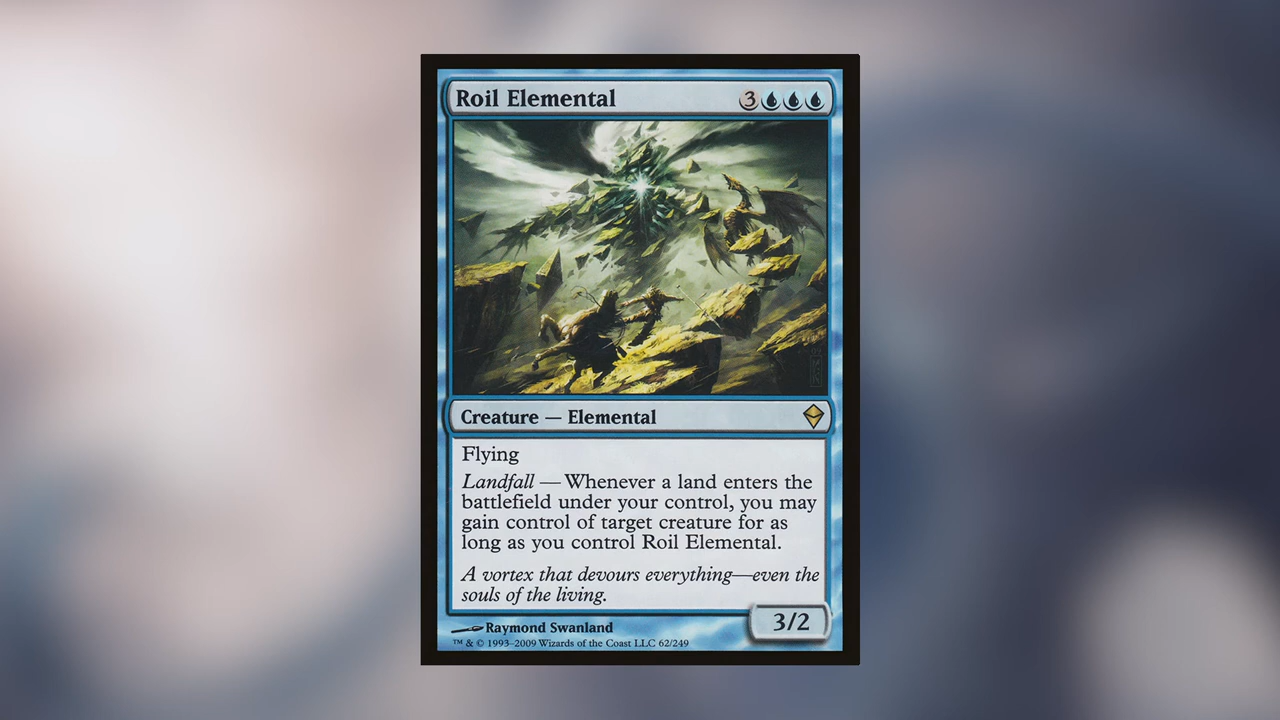 Roil Elemental 3
Creature — Elemental
Flying
Landfall — Whenever a land enters the
battlefield under your control, you may
gain control of target creature for as
long as you control Roil Elemental.
A vortex that devours everything—even the
souls of the living.
3/2
Raymond Swanland
™ & © 1993–2009 Wizards of the Coast LLC 62/249